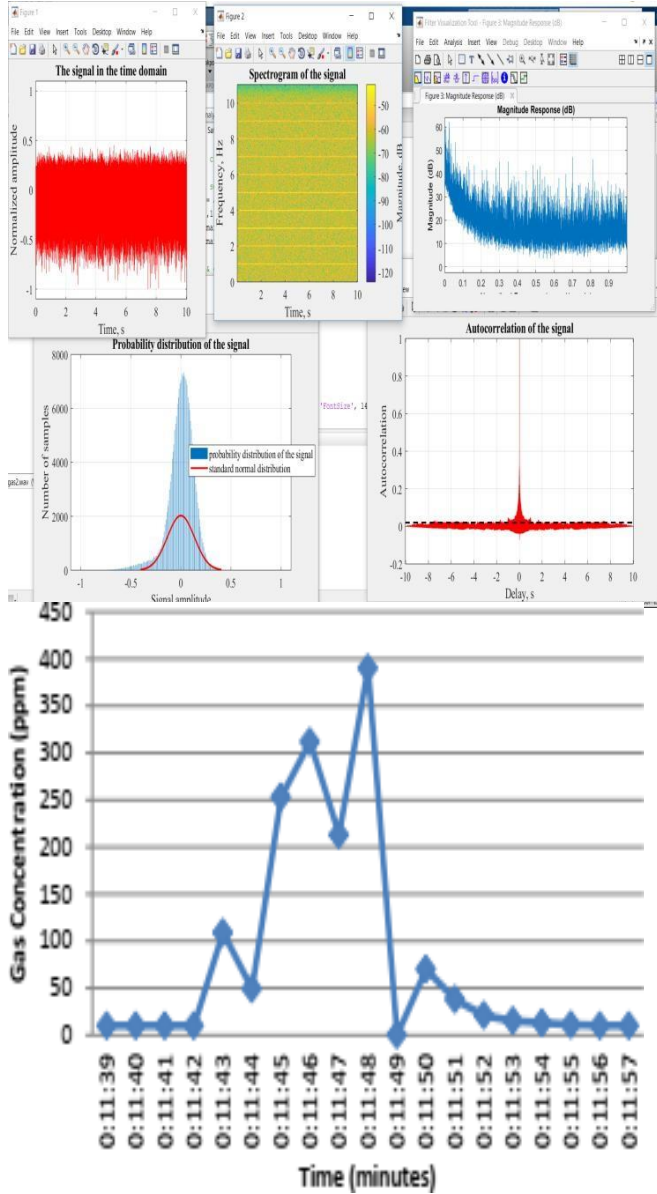 Figure 1
File Edit View Insert Tools Desktop Window Help
The signal in the time domain
Normalized amplitude
1
0.5
0
-0.5
-1
0 2 4 6 8 10
Time, s
Figure 2
File Edit View Insert Tools Desktop Window Help
Spectrogram of the signal
Frequency, Hz
10
8
6
4
2
0
2 4 6 8 10
Time, s
-50
-60
-70
-80
-90
-100
-110
-120
Magnitude, dB
Filter Visualization Tool - Figure 3: Magnitude Response (dB)
File Edit Analysis Insert View Debug Desktop Window Help
Figure 3: Magnitude Response (dB)
Magnitude Response (dB)
Magnitude (dB)
60
50
40
30
20
10
0
0 0.1 0.2 0.3 0.4 0.5 0.6 0.7 0.8 0.9
Probability distribution of the signal
Number of samples
8000
6000
4000
2000
0
probability distribution of the signal
standard normal distribution
-1 -0.5 0 0.5 1
Signal amplitude
'FontSize', 14
gas2.wav
Autocorrelation of the signal
Autocorrelation
1
0.8
0.6
0.4
0.2
0
-0.2
-10 -8 -6 -4 -2 0 2 4 6 8 10
Delay, s
Gas Concentration (ppm)
450
400
350
300
250
200
150
100
50
0
0:11:39
0:11:40
0:11:41
0:11:42
0:11:43
0:11:44
0:11:45
0:11:46
0:11:47
0:11:48
0:11:49
0:11:50
0:11:51
0:11:52
0:11:53
0:11:54
0:11:55
0:11:56
0:11:57
Time (minutes)